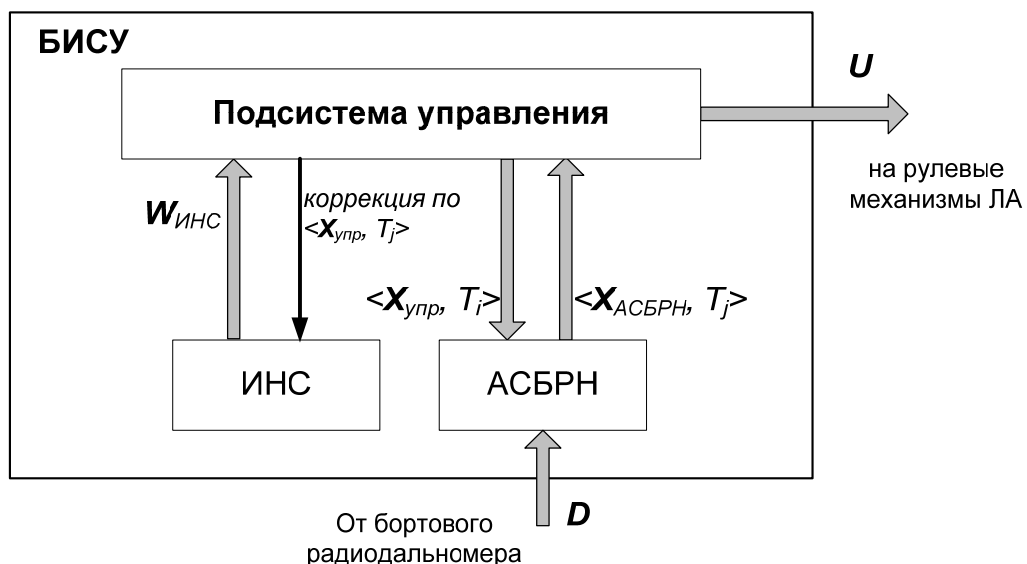 БИСУ
U
Подсистема управления
на рулевые
механизмы ЛА
W_ИНС
коррекция по
<X_упр, T_j>
<X_упр, T_i>
<X_АСБРН, T_j>
ИНС
АСБРН
От бортового
радиодальномера
D